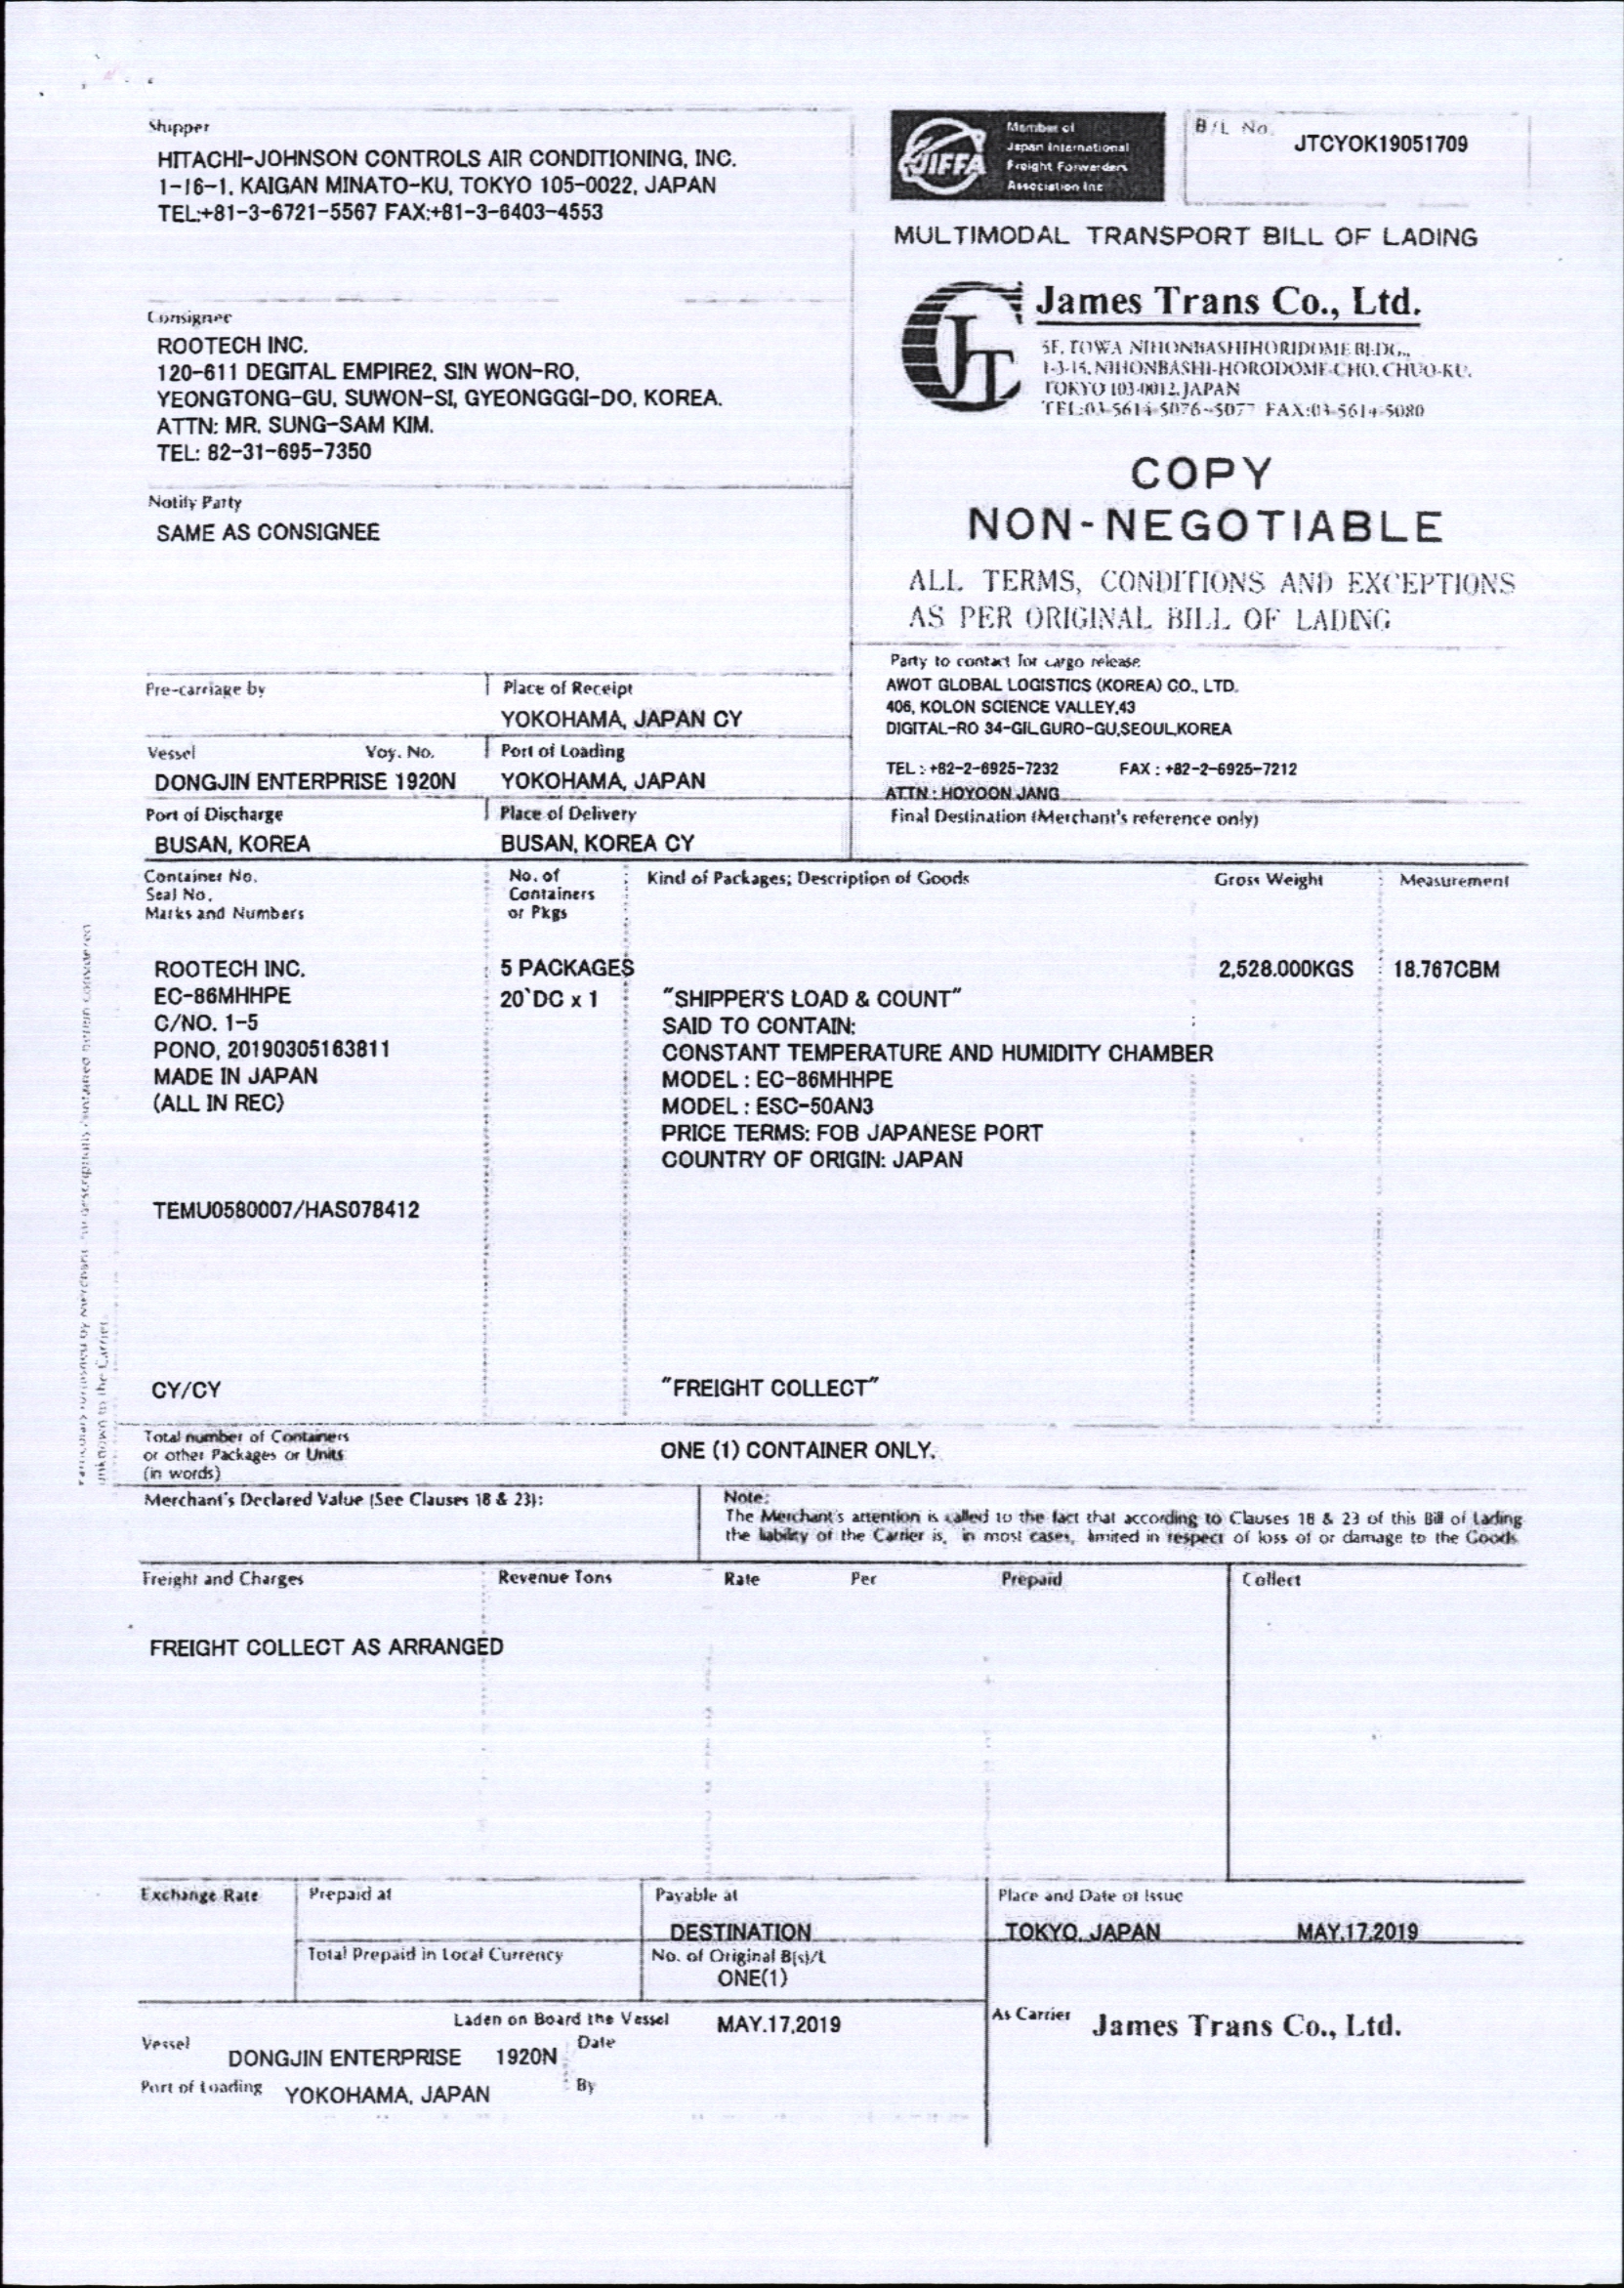 Shipper
HITACHI-JOHNSON CONTROLS AIR CONDITIONING, INC.
1-16-1, KAIGAN MINATO-KU, TOKYO 105-0022, JAPAN
TEL:+81-3-6721-5567 FAX:+81-3-6403-4553
JIFFA
Member of
Japan International
Freight Forwarders
Association Inc
B/L No.
JTCYOK19051709
MULTIMODAL TRANSPORT BILL OF LADING
James Trans Co., Ltd.
5F, TOWA NIHONBASHIHORIDOME BLDG.,
1-3-15, NIHONBASHI-HORODOME-CHO, CHUO-KU,
TOKYO 103-0012, JAPAN
TEL:03-5614-5076~5077 FAX:03-5614-5080
Consignee
ROOTECH INC.
120-611 DEGITAL EMPIRE2, SIN WON-RO,
YEONGTONG-GU, SUWON-SI, GYEONGGGI-DO, KOREA.
ATTN: MR. SUNG-SAM KIM.
TEL: 82-31-695-7350
Notify Party
SAME AS CONSIGNEE
COPY
NON-NEGOTIABLE
ALL TERMS, CONDITIONS AND EXCEPTIONS
AS PER ORIGINAL BILL OF LADING
Party to contact for cargo release
AWOT GLOBAL LOGISTICS (KOREA) CO., LTD.
406, KOLON SCIENCE VALLEY,43
DIGITAL-RO 34-GIL,GURO-GU,SEOUL,KOREA
TEL : +82-2-6925-7232 FAX : +82-2-6925-7212
ATTN : HOYOON JANG
Pre-carriage by
Place of Receipt
YOKOHAMA, JAPAN CY
Vessel Voy. No.
Port of Loading
DONGJIN ENTERPRISE 1920N
YOKOHAMA, JAPAN
Port of Discharge
Place of Delivery
Final Destination (Merchant's reference only)
BUSAN, KOREA
BUSAN, KOREA CY
Container No.
Seal No.
Marks and Numbers
No. of
Containers
or Pkgs
Kind of Packages; Description of Goods
Gross Weight
Measurement
ROOTECH INC.
EC-86MHHPE
C/NO. 1-5
PONO, 20190305163811
MADE IN JAPAN
(ALL IN REC)
TEMU0580007/HAS078412
CY/CY
5 PACKAGES
20`DC x 1
"SHIPPER'S LOAD & COUNT"
SAID TO CONTAIN:
CONSTANT TEMPERATURE AND HUMIDITY CHAMBER
MODEL : EC-86MHHPE
MODEL : ESC-50AN3
PRICE TERMS: FOB JAPANESE PORT
COUNTRY OF ORIGIN: JAPAN
"FREIGHT COLLECT"
2,528.000KGS
18.767CBM
unknown to the Carrier
Total number of Containers
or other Packages or Units
(in words)
ONE (1) CONTAINER ONLY.
Merchant's Declared Value (See Clauses 18 & 23):
Note:
The Merchant's attention is called to the fact that according to Clauses 18 & 23 of this Bill of Lading
the liability of the Carrier is, in most cases, limited in respect of loss of or damage to the Goods
Freight and Charges
Revenue Tons
Rate
Per
Prepaid
Collect
FREIGHT COLLECT AS ARRANGED
Exchange Rate
Prepaid at
Payable at
DESTINATION
Place and Date of Issue
TOKYO, JAPAN MAY.17,2019
Total Prepaid in Local Currency
No. of Original B(s)/L
ONE(1)
Laden on Board the Vessel
MAY.17,2019
Vessel
DONGJIN ENTERPRISE 1920N
Date
Port of Loading
YOKOHAMA, JAPAN
By
As Carrier
James Trans Co., Ltd.